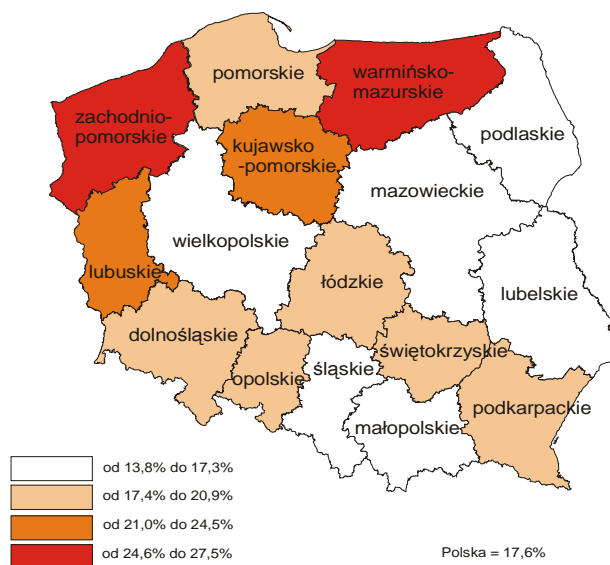 pomorskie
warmińsko-
mazurskie
zachodnio-
pomorskie
podlaskie
kujawsko
-pomorskie
mazowieckie
wielkopolskie
lubuskie
łódzkie
lubelskie
dolnośląskie
świętokrzyskie
śląskie
opolskie
podkarpackie
małopolskie
od 13,8% do 17,3%
od 17,4% do 20,9%
od 21,0% do 24,5%
od 24,6% do 27,5%
Polska = 17,6%